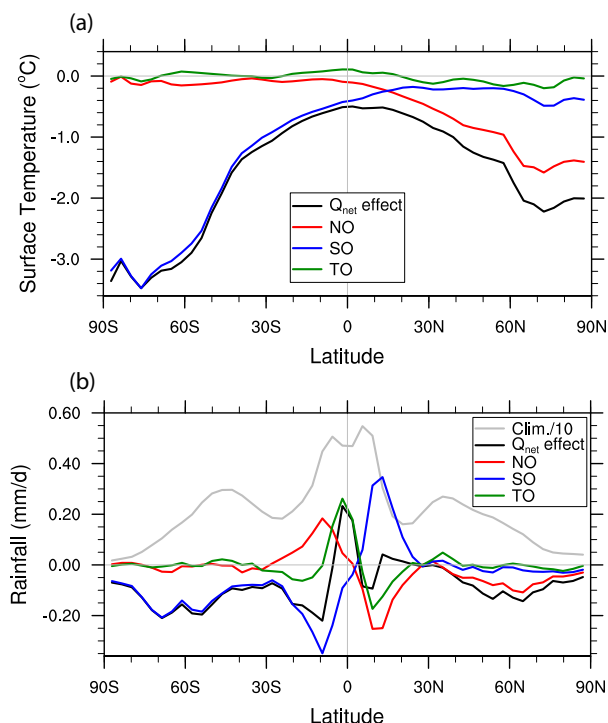 (a)
Surface Temperature (°C)
0.0
-1.0
-2.0
-3.0
Qnet effect
NO
SO
TO
90S 60S 30S 0 30N 60N 90N
Latitude
(b)
Rainfall (mm/d)
0.60
0.40
0.20
0.00
-0.20
Clim./10
Qnet effect
NO
SO
TO
90S 60S 30S 0 30N 60N 90N
Latitude